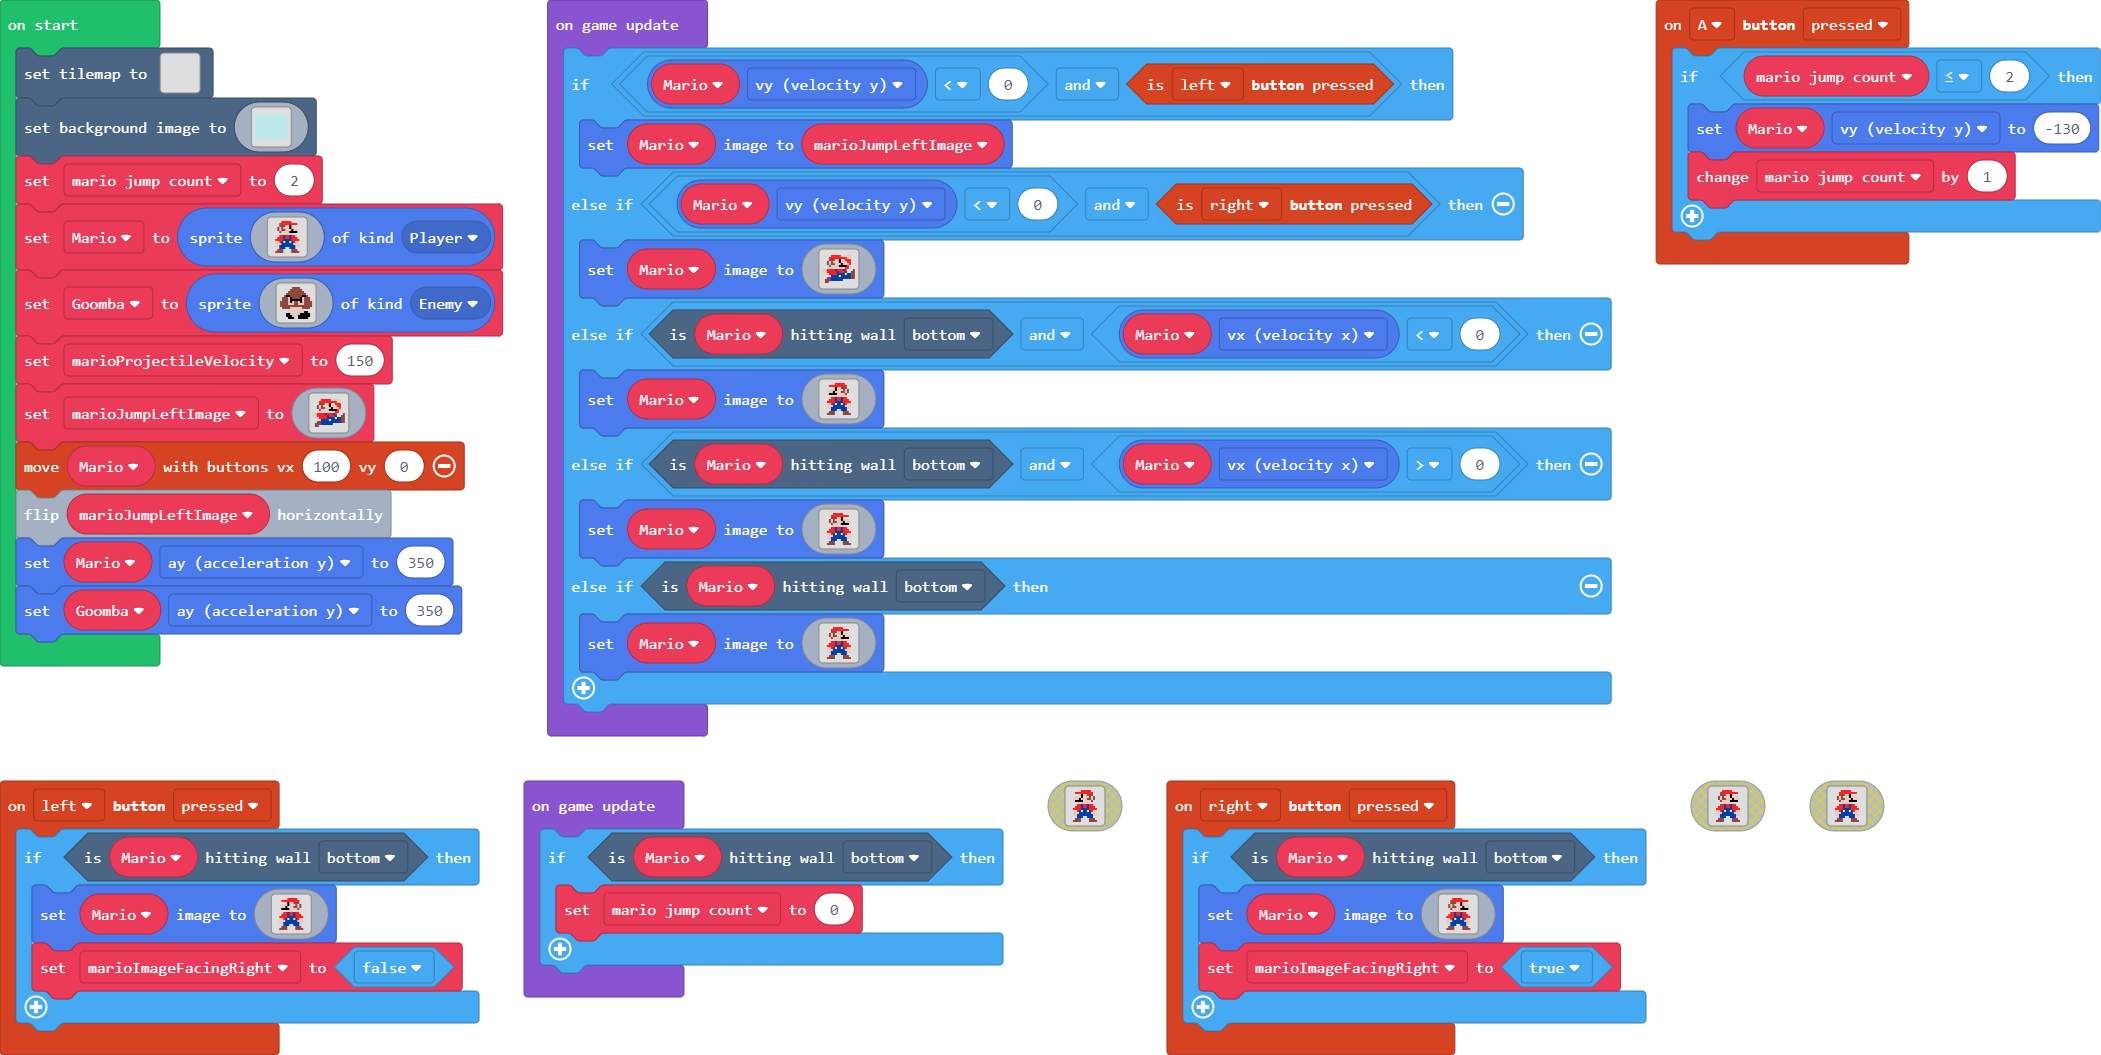 on start
set tilemap to
set background image to
set mario jump count to 2
set Mario to sprite of kind Player
set Goomba to sprite of kind Enemy
set marioProjectileVelocity to 150
set marioJumpLeftImage to
move Mario with buttons vx 100 vy 0
flip marioJumpLeftImage horizontally
set Mario ay (acceleration y) to 350
set Goomba ay (acceleration y) to 350
on game update
if Mario vy (velocity y) < 0 and is left button pressed then
set Mario image to marioJumpLeftImage
else if Mario vy (velocity y) < 0 and is right button pressed then
set Mario image to
else if is Mario hitting wall bottom and Mario vx (velocity x) < 0 then
set Mario image to
else if is Mario hitting wall bottom and Mario vx (velocity x) > 0 then
set Mario image to
else if is Mario hitting wall bottom then
set Mario image to
on A button pressed
if mario jump count ≤ 2 then
set Mario vy (velocity y) to -130
change mario jump count by 1
on left button pressed
if is Mario hitting wall bottom then
set Mario image to
set marioImageFacingRight to false
on game update
if is Mario hitting wall bottom then
set mario jump count to 0
on right button pressed
if is Mario hitting wall bottom then
set Mario image to
set marioImageFacingRight to true